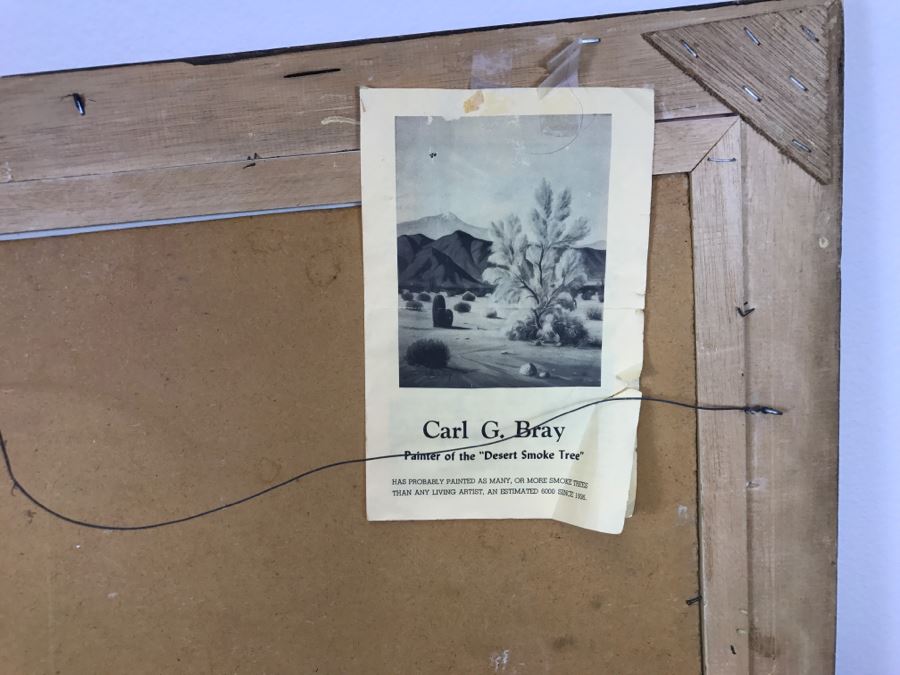 Carl G. Bray
Painter of the "Desert Smoke Tree"
HAS PROBABLY PAINTED AS MANY, OR MORE SMOKE TREES
THAN ANY LIVING ARTIST, AN ESTIMATED 6000 SINCE 1936.